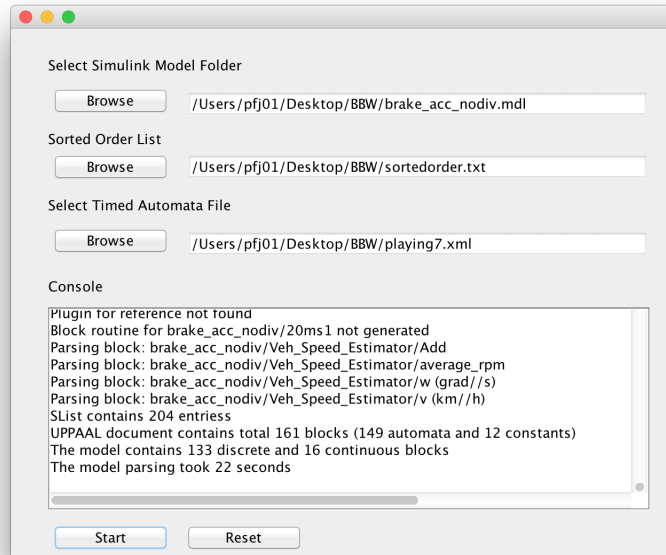 Select Simulink Model Folder
Browse
/Users/pfj01/Desktop/BBW/brake_acc_nodiv.mdl
Sorted Order List
Browse
/Users/pfj01/Desktop/BBW/sortedorder.txt
Select Timed Automata File
Browse
/Users/pfj01/Desktop/BBW/playing7.xml
Console
Plugin for reference not found
Block routine for brake_acc_nodiv/20ms1 not generated
Parsing block: brake_acc_nodiv/Veh_Speed_Estimator/Add
Parsing block: brake_acc_nodiv/Veh_Speed_Estimator/average_rpm
Parsing block: brake_acc_nodiv/Veh_Speed_Estimator/w (grad//s)
Parsing block: brake_acc_nodiv/Veh_Speed_Estimator/v (km//h)
SList contains 204 entriess
UPPAAL document contains total 161 blocks (149 automata and 12 constants)
The model contains 133 discrete and 16 continuous blocks
The model parsing took 22 seconds
Start
Reset